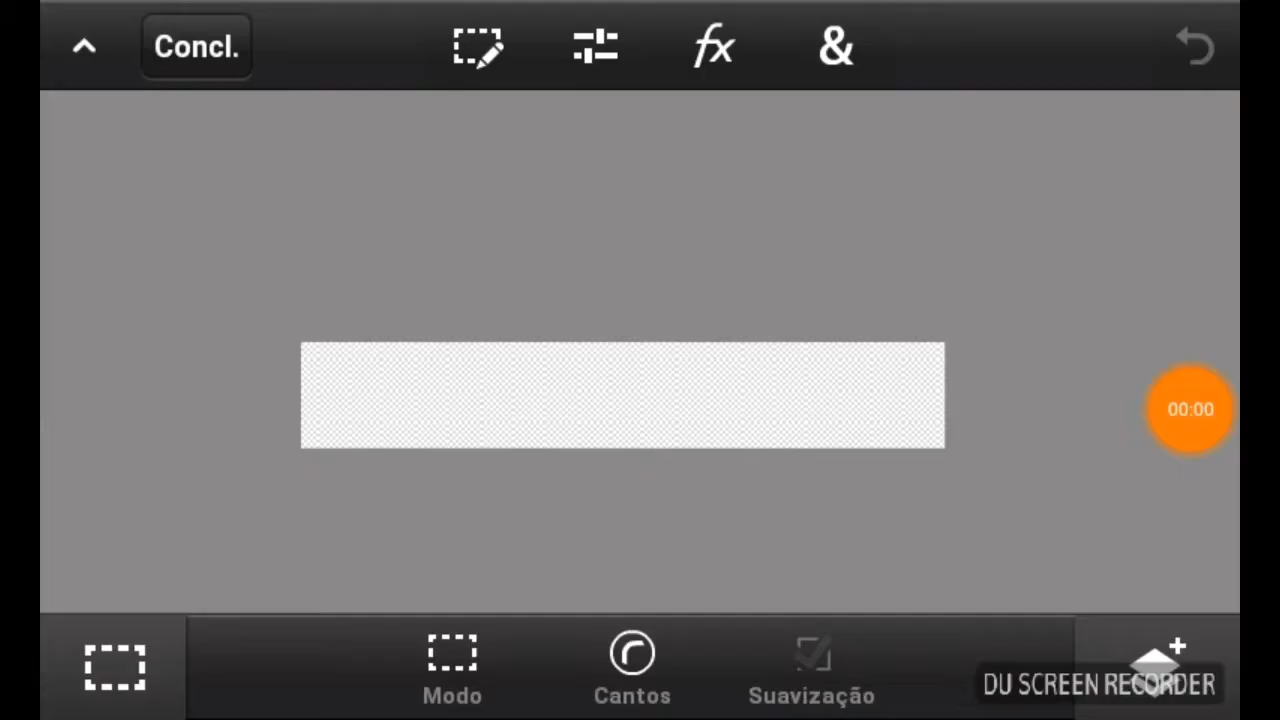 Concl.
fx
&
00:00
Modo
Cantos
Suavização
DU SCREEN RECORDER